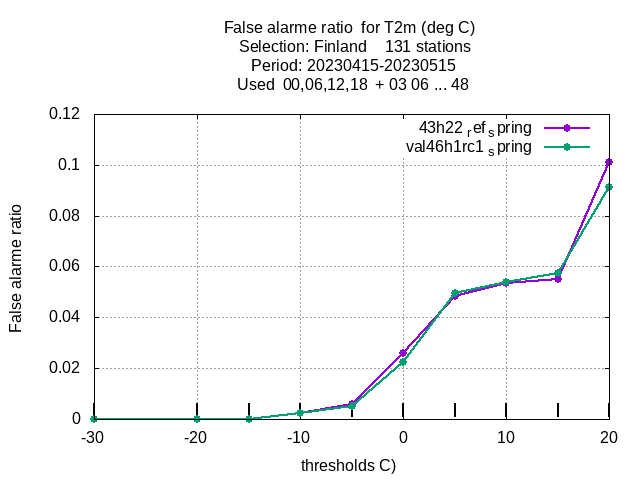 False alarme ratio  for T2m (deg C)
Selection: Finland    131 stations
Period: 20230415-20230515
Used  00,06,12,18  + 03 06 ... 48
43h22 ref spring
val46h1rc1 spring
0.12
0.1
0.08
0.06
0.04
0.02
0
False alarme ratio
-30 -20 -10 0 10 20
thresholds C)